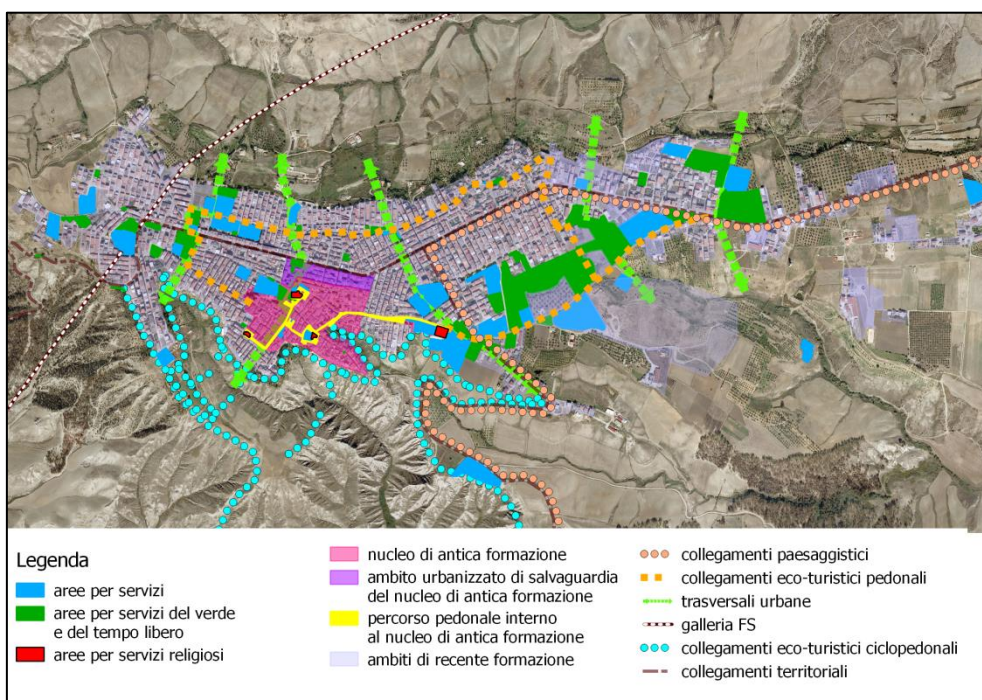 Legenda
aree per servizi
aree per servizi del verde
e del tempo libero
aree per servizi religiosi
nucleo di antica formazione
ambito urbanizzato di salvaguardia
del nucleo di antica formazione
percorso pedonale interno
al nucleo di antica formazione
ambiti di recente formazione
collegamenti paesaggistici
collegamenti eco-turistici pedonali
trasversali urbane
galleria FS
collegamenti eco-turistici ciclopedonali
collegamenti territoriali